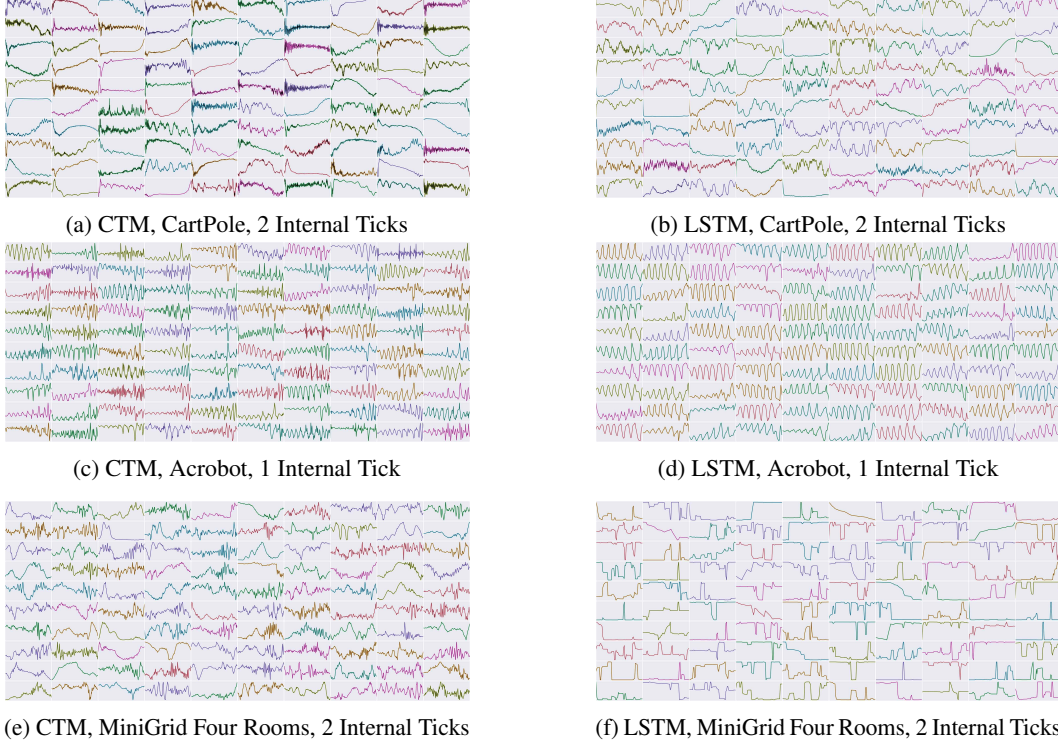 (a) CTM, CartPole, 2 Internal Ticks
(b) LSTM, CartPole, 2 Internal Ticks
(c) CTM, Acrobot, 1 Internal Tick
(d) LSTM, Acrobot, 1 Internal Tick
(e) CTM, MiniGrid Four Rooms, 2 Internal Ticks
(f) LSTM, MiniGrid Four Rooms, 2 Internal Ticks